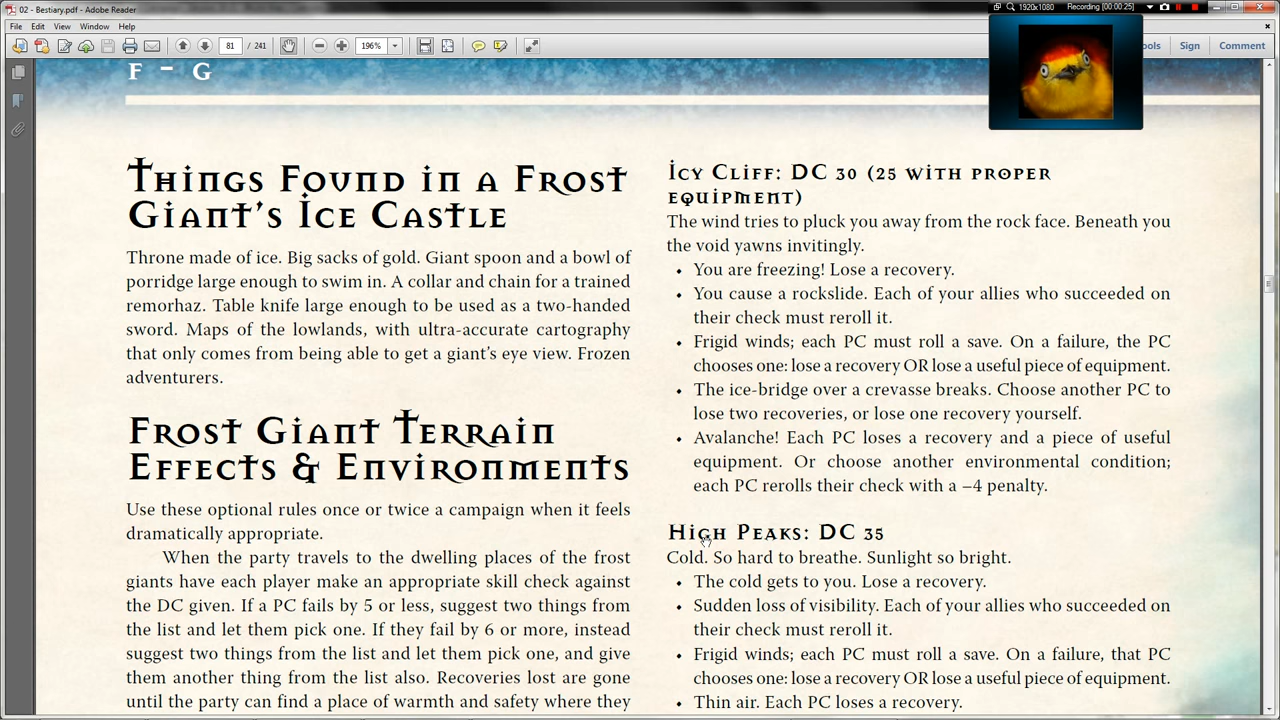 02 - Bestiary.pdf - Adobe Reader
1920x1080
Recording [00:00:25]
File Edit View Window Help
81 / 241
196%
Sign
Comment
F - G
Things Found in a Frost
Giant's Ice Castle
Throne made of ice. Big sacks of gold. Giant spoon and a bowl of
porridge large enough to swim in. A collar and chain for a trained
remorhaz. Table knife large enough to be used as a two-handed
sword. Maps of the lowlands, with ultra-accurate cartography
that only comes from being able to get a giant's eye view. Frozen
adventurers.
Frost Giant Terrain
Effects & Environments
Use these optional rules once or twice a campaign when it feels
dramatically appropriate.
When the party travels to the dwelling places of the frost
giants have each player make an appropriate skill check against
the DC given. If a PC fails by 5 or less, suggest two things from
the list and let them pick one. If they fail by 6 or more, instead
suggest two things from the list and let them pick one, and give
them another thing from the list also. Recoveries lost are gone
until the party can find a place of warmth and safety where they
Icy Cliff: DC 30 (25 with proper
equipment)
The wind tries to pluck you away from the rock face. Beneath you
the void yawns invitingly.
• You are freezing! Lose a recovery.
• You cause a rockslide. Each of your allies who succeeded on
their check must reroll it.
• Frigid winds; each PC must roll a save. On a failure, the PC
chooses one: lose a recovery OR lose a useful piece of equipment.
• The ice-bridge over a crevasse breaks. Choose another PC to
lose two recoveries, or lose one recovery yourself.
• Avalanche! Each PC loses a recovery and a piece of useful
equipment. Or choose another environmental condition;
each PC rerolls their check with a –4 penalty.
High Peaks: DC 35
Cold. So hard to breathe. Sunlight so bright.
• The cold gets to you. Lose a recovery.
• Sudden loss of visibility. Each of your allies who succeeded on
their check must reroll it.
• Frigid winds; each PC must roll a save. On a failure, that PC
chooses one: lose a recovery OR lose a useful piece of equipment.
• Thin air. Each PC loses a recovery.